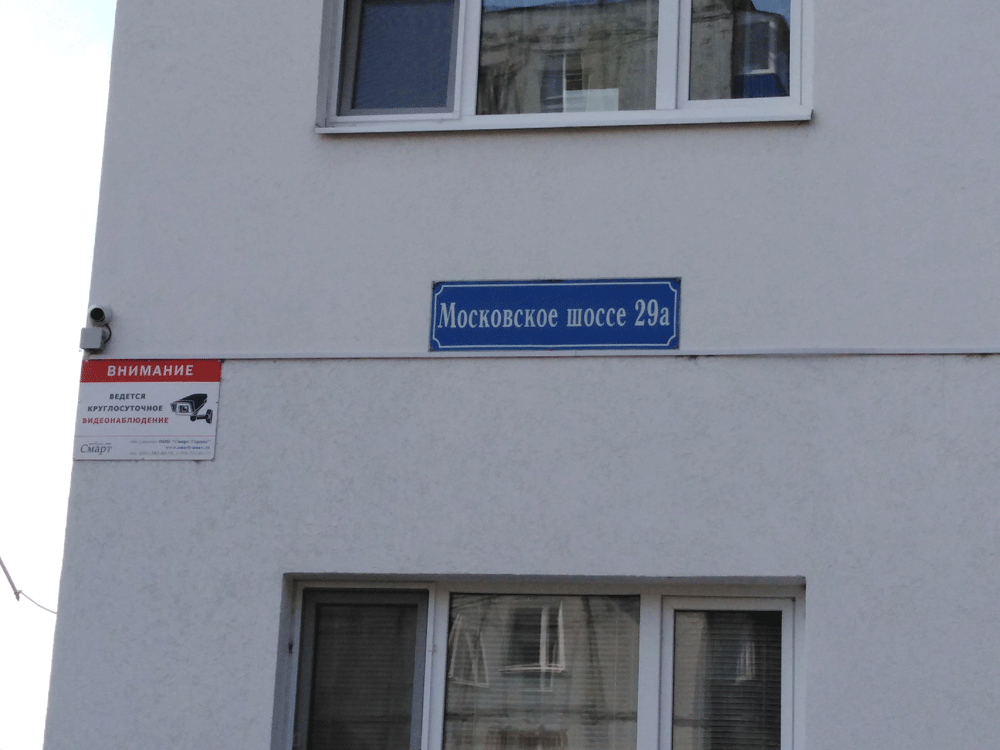 Московское шоссе 29а
ВНИМАНИЕ
ВЕДЕТСЯ
КРУГЛОСУТОЧНОЕ
ВИДЕОНАБЛЮДЕНИЕ
Смарт